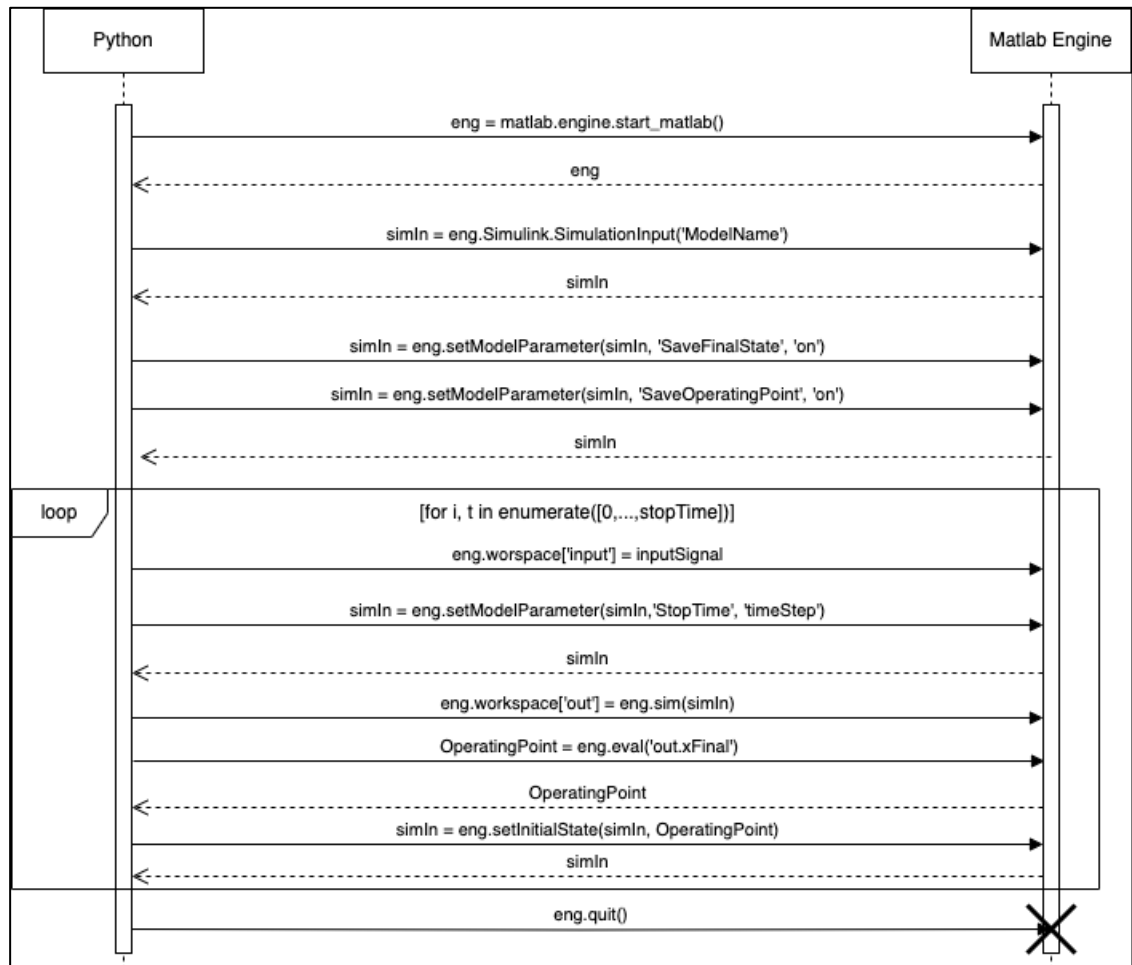 Python
Matlab Engine
eng = matlab.engine.start_matlab()
eng
simIn = eng.Simulink.SimulationInput('ModelName')
simIn
simIn = eng.setModelParameter(simIn, 'SaveFinalState', 'on')
simIn = eng.setModelParameter(simIn, 'SaveOperatingPoint', 'on')
simIn
loop
[for i, t in enumerate([0,...,stopTime])]
eng.worspace['input'] = inputSignal
simIn = eng.setModelParameter(simIn,'StopTime', 'timeStep')
simIn
eng.workspace['out'] = eng.sim(simIn)
OperatingPoint = eng.eval('out.xFinal')
OperatingPoint
simIn = eng.setInitialState(simIn, OperatingPoint)
simIn
eng.quit()